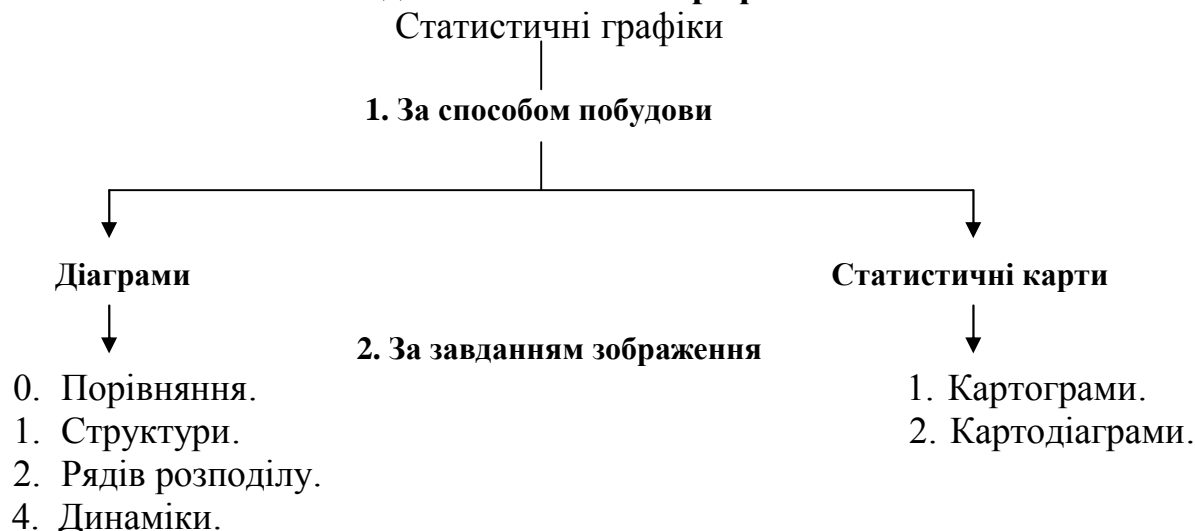 Статистичні графіки
1. За способом побудови
Діаграми
Статистичні карти
2. За завданням зображення
0. Порівняння.
1. Структури.
2. Рядів розподілу.
4. Динаміки.
1. Картограми.
2. Картодіаграми.